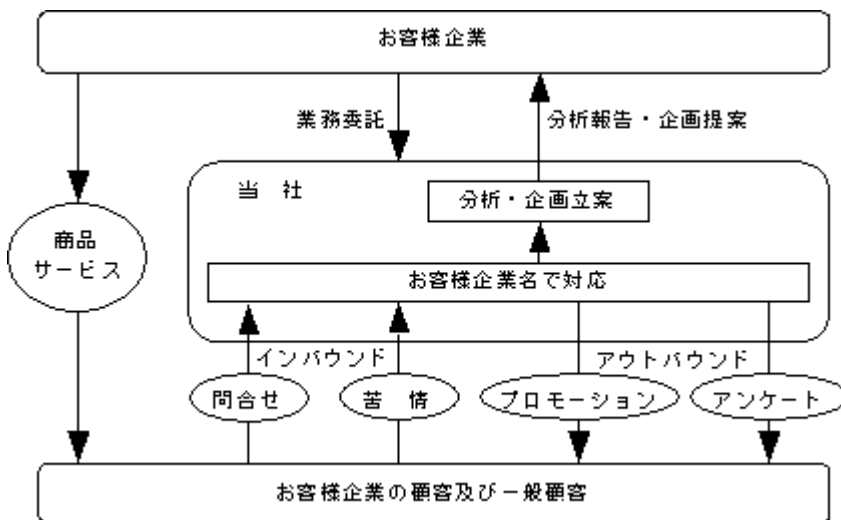 お客様企業
業務委託
分析報告・企画提案
当 社
分析・企画立案
商品
サービス
お客様企業名で対応
インバウンド
アウトバウンド
問合せ
苦 情
プロモーション
アンケート
お客様企業の顧客及び一般顧客